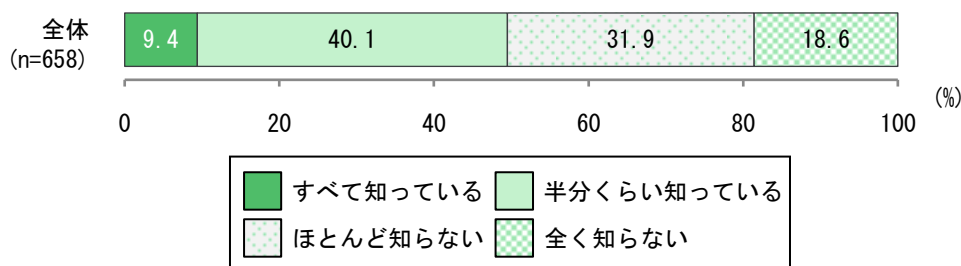 全体
(n=658)
9.4 40.1 31.9 18.6
(%)
0 20 40 60 80 100
すべて知っている 半分くらい知っている
ほとんど知らない 全く知らない